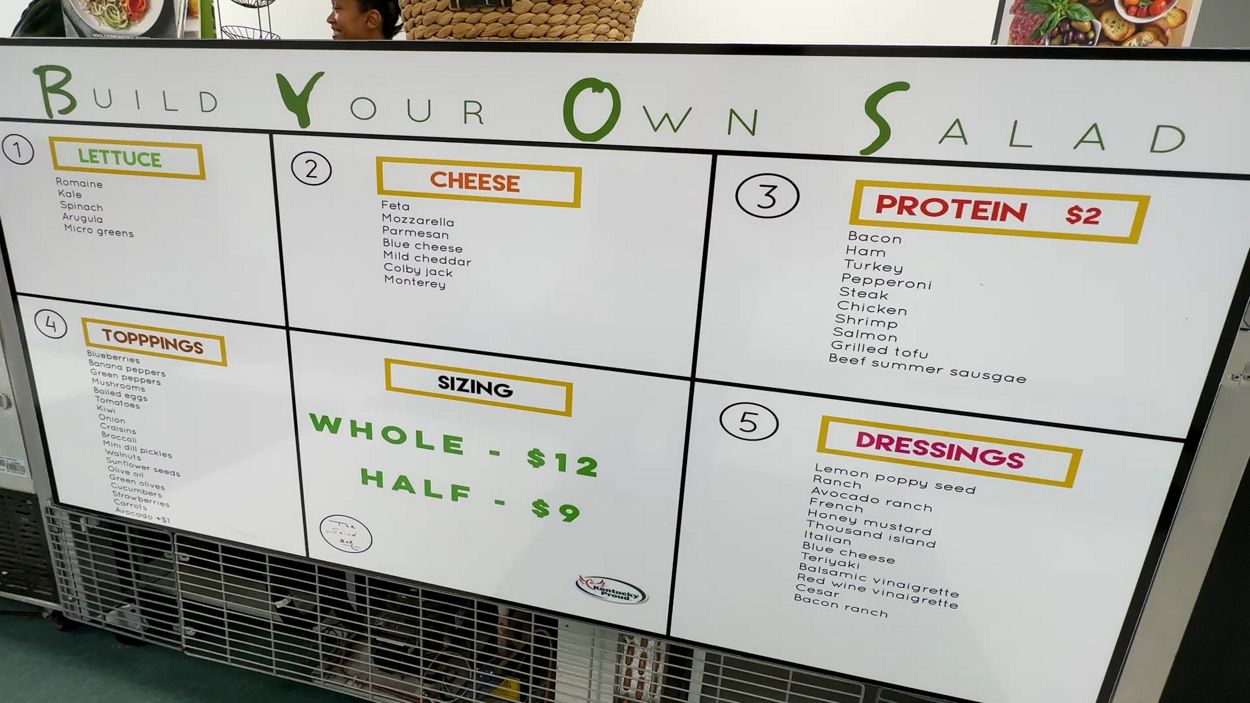 BUILD YOUR OWN SALAD
1
LETTUCE
Romaine
Kale
Spinach
Arugula
Micro greens
2
CHEESE
Feta
Mozzarella
Parmesan
Blue cheese
Mild cheddar
Colby jack
Monterey
3
PROTEIN $2
Bacon
Ham
Turkey
Pepperoni
Steak
Chicken
Shrimp
Salmon
Grilled tofu
Beef summer sausgae
4
TOPPPINGS
Blueberries
Banana peppers
Green peppers
Mushrooms
Boiled eggs
Tomatoes
Kiwi
Onion
Craisins
Broccoli
Mini dill pickles
Walnuts
Sunflower seeds
Olive oil
Green olives
Cucumbers
Strawberries
Carrots
Avocado +$1
SIZING
WHOLE - $12
HALF - $9
The
Kentucky
Proud
5
DRESSINGS
Lemon poppy seed
Ranch
Avocado ranch
French
Honey mustard
Thousand island
Italian
Blue cheese
Teriyaki
Balsamic vinaigrette
Red wine vinaigrette
Cesar
Bacon ranch